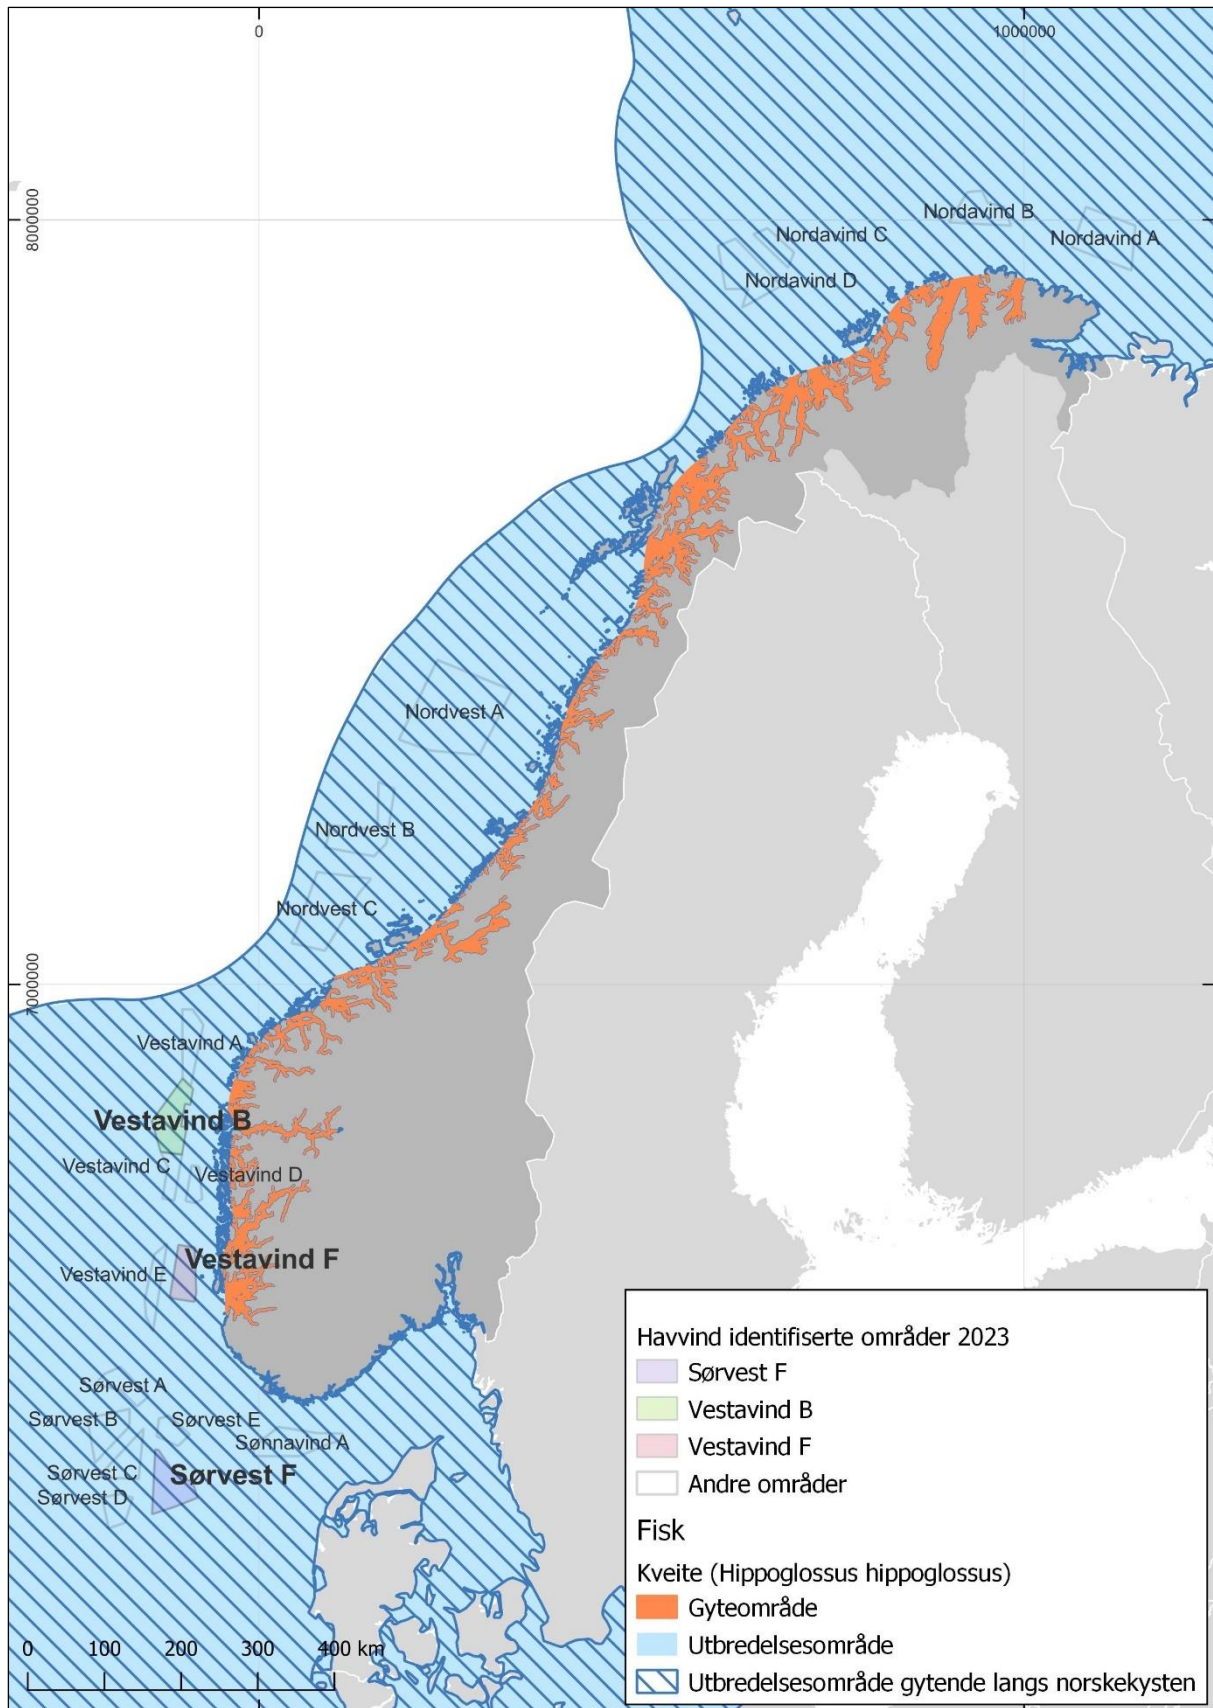 0
1000000
8000000
Nordavind B
Nordavind C
Nordavind A
Nordavind D
Nordvest A
Nordvest B
Nordvest C
7000000
Vestavind A
Vestavind B
Vestavind C
Vestavind D
Vestavind F
Vestavind E
Sørvest A
Sørvest B
Sørvest E
Sønnavind A
Sørvest C
Sørvest F
Sørvest D
0 100 200 300 400 km
Havvind identifiserte områder 2023
Sørvest F
Vestavind B
Vestavind F
Andre områder
Fisk
Kveite (Hippoglossus hippoglossus)
Gyteområde
Utbredelsesområde
Utbredelsesområde gytende langs norskekysten